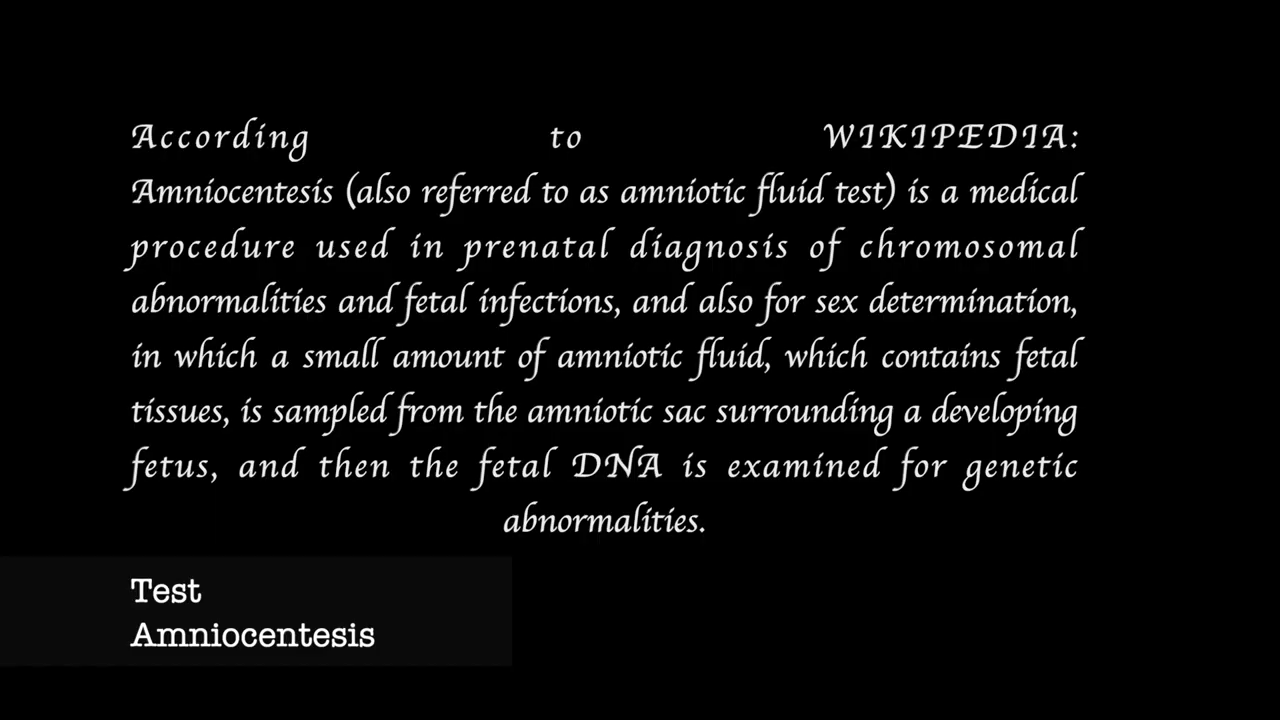 According to WIKIPEDIA:
Amniocentesis (also referred to as amniotic fluid test) is a medical
procedure used in prenatal diagnosis of chromosomal
abnormalities and fetal infections, and also for sex determination,
in which a small amount of amniotic fluid, which contains fetal
tissues, is sampled from the amniotic sac surrounding a developing
fetus, and then the fetal DNA is examined for genetic
abnormalities.
Test
Amniocentesis